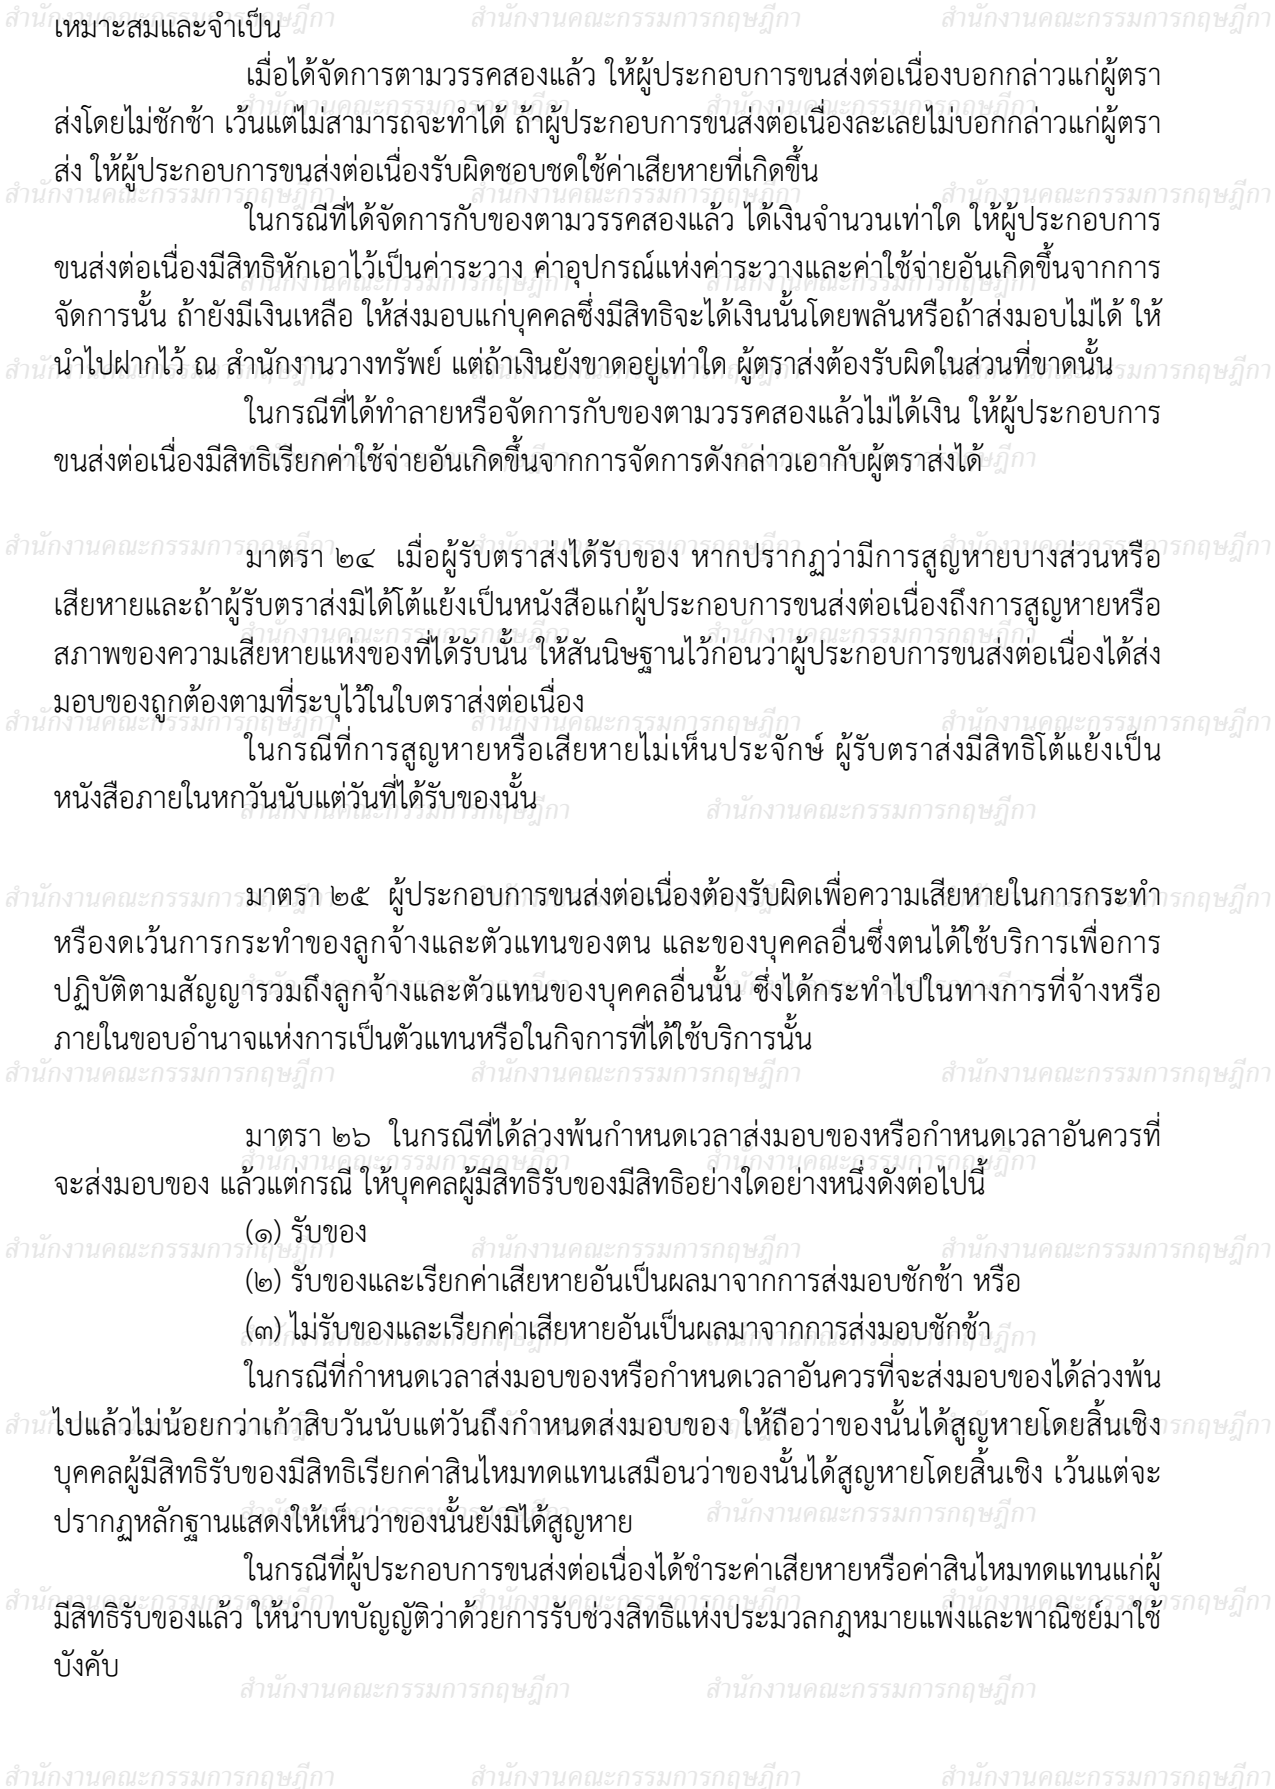 เหมาะสมและจำเป็น
เมื่อได้จัดการตามวรรคสองแล้ว ให้ผู้ประกอบการขนส่งต่อเนื่องบอกกล่าวแก่ผู้ตรา
ส่งโดยไม่ชักช้า เว้นแต่ไม่สามารถจะทำได้ ถ้าผู้ประกอบการขนส่งต่อเนื่องละเลยไม่บอกกล่าวแก่ผู้ตรา
ส่ง ให้ผู้ประกอบการขนส่งต่อเนื่องรับผิดชอบชดใช้ค่าเสียหายที่เกิดขึ้น
ในกรณีที่ได้จัดการกับของตามวรรคสองแล้ว ได้เงินจำนวนเท่าใด ให้ผู้ประกอบการ
ขนส่งต่อเนื่องมีสิทธิหักเอาไว้เป็นค่าระวาง ค่าอุปกรณ์แห่งค่าระวางและค่าใช้จ่ายอันเกิดขึ้นจากการ
จัดการนั้น ถ้ายังมีเงินเหลือ ให้ส่งมอบแก่บุคคลซึ่งมีสิทธิจะได้เงินนั้นโดยพลันหรือถ้าส่งมอบไม่ได้ ให้
นำไปฝากไว้ ณ สำนักงานวางทรัพย์ แต่ถ้าเงินยังขาดอยู่เท่าใด ผู้ตราส่งต้องรับผิดในส่วนที่ขาดนั้น
ในกรณีที่ได้ทำลายหรือจัดการกับของตามวรรคสองแล้วไม่ได้เงิน ให้ผู้ประกอบการ
ขนส่งต่อเนื่องมีสิทธิเรียกค่าใช้จ่ายอันเกิดขึ้นจากการจัดการดังกล่าวเอากับผู้ตราส่งได้
มาตรา ๒๔ เมื่อผู้รับตราส่งได้รับของ หากปรากฏว่ามีการสูญหายบางส่วนหรือ
เสียหายและถ้าผู้รับตราส่งมิได้โต้แย้งเป็นหนังสือแก่ผู้ประกอบการขนส่งต่อเนื่องถึงการสูญหายหรือ
สภาพของความเสียหายแห่งของที่ได้รับนั้น ให้สันนิษฐานไว้ก่อนว่าผู้ประกอบการขนส่งต่อเนื่องได้ส่ง
มอบของถูกต้องตามที่ระบุไว้ในใบตราส่งต่อเนื่อง
ในกรณีที่การสูญหายหรือเสียหายไม่เห็นประจักษ์ ผู้รับตราส่งมีสิทธิโต้แย้งเป็น
หนังสือภายในหกวันนับแต่วันที่ได้รับของนั้น
มาตรา ๒๕ ผู้ประกอบการขนส่งต่อเนื่องต้องรับผิดเพื่อความเสียหายในการกระทำ
หรืองดเว้นการกระทำของลูกจ้างและตัวแทนของตน และของบุคคลอื่นซึ่งตนได้ใช้บริการเพื่อการ
ปฏิบัติตามสัญญารวมถึงลูกจ้างและตัวแทนของบุคคลอื่นนั้น ซึ่งได้กระทำไปในทางการที่จ้างหรือ
ภายในขอบอำนาจแห่งการเป็นตัวแทนหรือในกิจการที่ได้ใช้บริการนั้น
มาตรา ๒๖ ในกรณีที่ได้ล่วงพ้นกำหนดเวลาส่งมอบของหรือกำหนดเวลาอันควรที่
จะส่งมอบของ แล้วแต่กรณี ให้บุคคลผู้มีสิทธิรับของมีสิทธิอย่างใดอย่างหนึ่งดังต่อไปนี้
(๑) รับของ
(๒) รับของและเรียกค่าเสียหายอันเป็นผลมาจากการส่งมอบชักช้า หรือ
(๓) ไม่รับของและเรียกค่าเสียหายอันเป็นผลมาจากการส่งมอบชักช้า
ในกรณีที่กำหนดเวลาส่งมอบของหรือกำหนดเวลาอันควรที่จะส่งมอบของได้ล่วงพ้น
ไปแล้วไม่น้อยกว่าเก้าสิบวันนับแต่วันถึงกำหนดส่งมอบของ ให้ถือว่าของนั้นได้สูญหายโดยสิ้นเชิง
บุคคลผู้มีสิทธิรับของมีสิทธิเรียกค่าสินไหมทดแทนเสมือนว่าของนั้นได้สูญหายโดยสิ้นเชิง เว้นแต่จะ
ปรากฏหลักฐานแสดงให้เห็นว่าของนั้นยังมิได้สูญหาย
ในกรณีที่ผู้ประกอบการขนส่งต่อเนื่องได้ชำระค่าเสียหายหรือค่าสินไหมทดแทนแก่ผู้
มีสิทธิรับของแล้ว ให้นำบทบัญญัติว่าด้วยการรับช่วงสิทธิแห่งประมวลกฎหมายแพ่งและพาณิชย์มาใช้
บังคับ